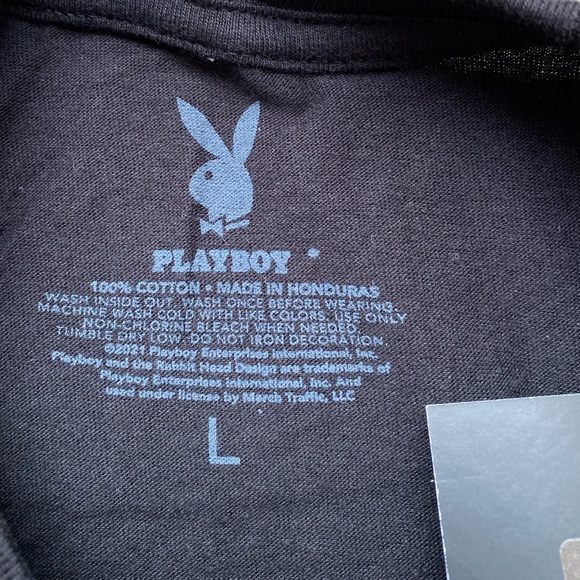 PLAYBOY
100% COTTON • MADE IN HONDURAS
WASH INSIDE OUT. WASH ONCE BEFORE WEARING.
MACHINE WASH COLD WITH LIKE COLORS. USE ONLY
NON-CHLORINE BLEACH WHEN NEEDED.
TUMBLE DRY LOW. DO NOT IRON DECORATION
©2021 Playboy Enterprises International, Inc.
Playboy and the Rabbit Head Design are trademarks of
Playboy Enterprises International, Inc. And
used under license by Merch Traffic, LLC
L